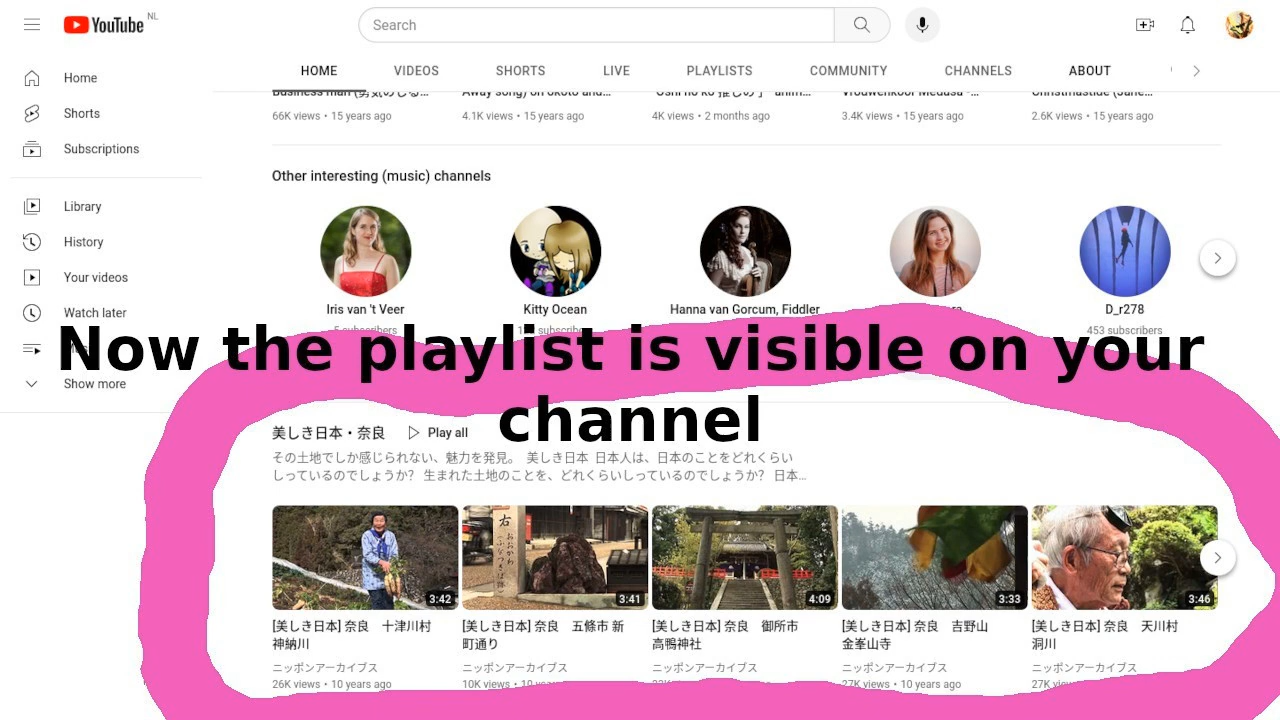 YouTube NL
Search
HOME VIDEOS SHORTS LIVE PLAYLISTS COMMUNITY CHANNELS ABOUT
Home
Shorts
Subscriptions
Library
History
Your videos
Watch later
Show more
66K views • 15 years ago
4.1K views • 15 years ago
4K views • 2 months ago
3.4K views • 15 years ago
2.6K views • 15 years ago
Other interesting (music) channels
Iris van 't Veer
Kitty Ocean
Hanna van Gorcum, Fiddler
D_r278
subscribers
453 subscribers
Now the playlist is visible on your
channel
美しき日本・奈良 Play all
その土地でしか感じられない、魅力を発見。 美しき日本 日本人は、日本のことをどれくらい
しっているのでしょうか? 生まれた土地のことを、どれくらいしっているのでしょうか? 日本...
3:42
3:41
4:09
3:33
3:46
[美しき日本] 奈良 十津川村
神納川
ニッポンアーカイブス
26K views • 10 years ago
[美しき日本] 奈良 五條市 新
町通り
ニッポンアーカイブス
10K views • 10 years ago
[美しき日本] 奈良 御所市
高鴨神社
ニッポンアーカイブス
[美しき日本] 奈良 吉野山
金峯山寺
ニッポンアーカイブス
27K views • 10 years ago
[美しき日本] 奈良 天川村
洞川
ニッポンアーカイブス
27K views